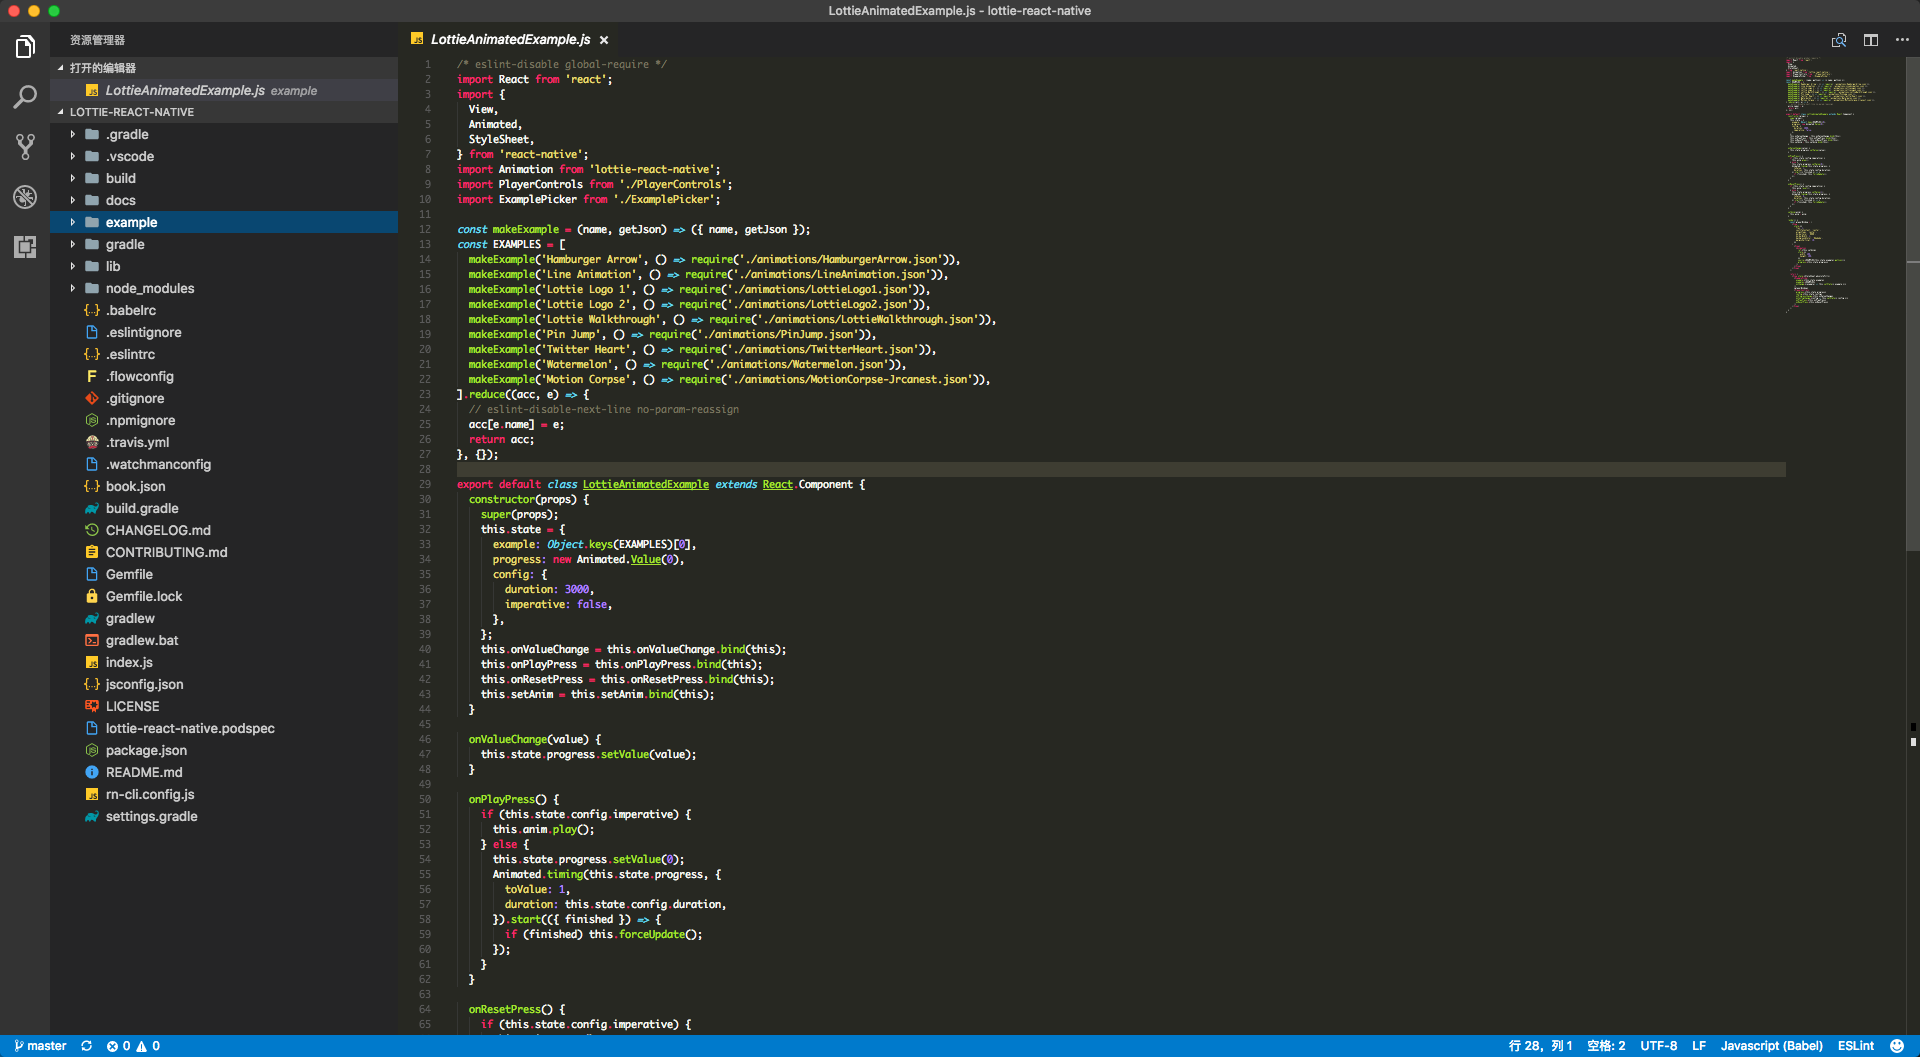 LottieAnimatedExample.js - lottie-react-native
资源管理器
打开的编辑器
LottieAnimatedExample.js example
LOTTIE-REACT-NATIVE
.gradle
.vscode
build
docs
example
gradle
lib
node_modules
.babelrc
.eslintignore
.eslintrc
.flowconfig
.gitignore
.npmignore
.travis.yml
.watchmanconfig
book.json
build.gradle
CHANGELOG.md
CONTRIBUTING.md
Gemfile
Gemfile.lock
gradlew
gradlew.bat
index.js
jsconfig.json
LICENSE
lottie-react-native.podspec
package.json
README.md
rn-cli.config.js
settings.gradle
LottieAnimatedExample.js
1 /* eslint-disable global-require */
2 import React from 'react';
3 import {
4 View,
5 Animated,
6 StyleSheet,
7 } from 'react-native';
8 import Animation from 'lottie-react-native';
9 import PlayerControls from './PlayerControls';
10 import ExamplePicker from './ExamplePicker';
11
12 const makeExample = (name, getJson) => ({ name, getJson });
13 const EXAMPLES = [
14 makeExample('Hamburger Arrow', () => require('./animations/HamburgerArrow.json')),
15 makeExample('Line Animation', () => require('./animations/LineAnimation.json')),
16 makeExample('Lottie Logo 1', () => require('./animations/LottieLogo1.json')),
17 makeExample('Lottie Logo 2', () => require('./animations/LottieLogo2.json')),
18 makeExample('Lottie Walkthrough', () => require('./animations/LottieWalkthrough.json')),
19 makeExample('Pin Jump', () => require('./animations/PinJump.json')),
20 makeExample('Twitter Heart', () => require('./animations/TwitterHeart.json')),
21 makeExample('Watermelon', () => require('./animations/Watermelon.json')),
22 makeExample('Motion Corpse', () => require('./animations/MotionCorpse-Jrcanest.json')),
23 ].reduce((acc, e) => {
24 // eslint-disable-next-line no-param-reassign
25 acc[e.name] = e;
26 return acc;
27 }, {});
28
29 export default class LottieAnimatedExample extends React.Component {
30 constructor(props) {
31 super(props);
32 this.state = {
33 example: Object.keys(EXAMPLES)[0],
34 progress: new Animated.Value(0),
35 config: {
36 duration: 3000,
37 imperative: false,
38 },
39 };
40 this.onValueChange = this.onValueChange.bind(this);
41 this.onPlayPress = this.onPlayPress.bind(this);
42 this.onResetPress = this.onResetPress.bind(this);
43 this.setAnim = this.setAnim.bind(this);
44 }
45
46 onValueChange(value) {
47 this.state.progress.setValue(value);
48 }
49
50 onPlayPress() {
51 if (this.state.config.imperative) {
52 this.anim.play();
53 } else {
54 this.state.progress.setValue(0);
55 Animated.timing(this.state.progress, {
56 toValue: 1,
57 duration: this.state.config.duration,
58 }).start(({ finished }) => {
59 if (finished) this.forceUpdate();
60 });
61 }
62 }
63
64 onResetPress() {
65 if (this.state.config.imperative) {
master 0 0 行 28，列 1 空格: 2 UTF-8 LF Javascript (Babel) ESLint